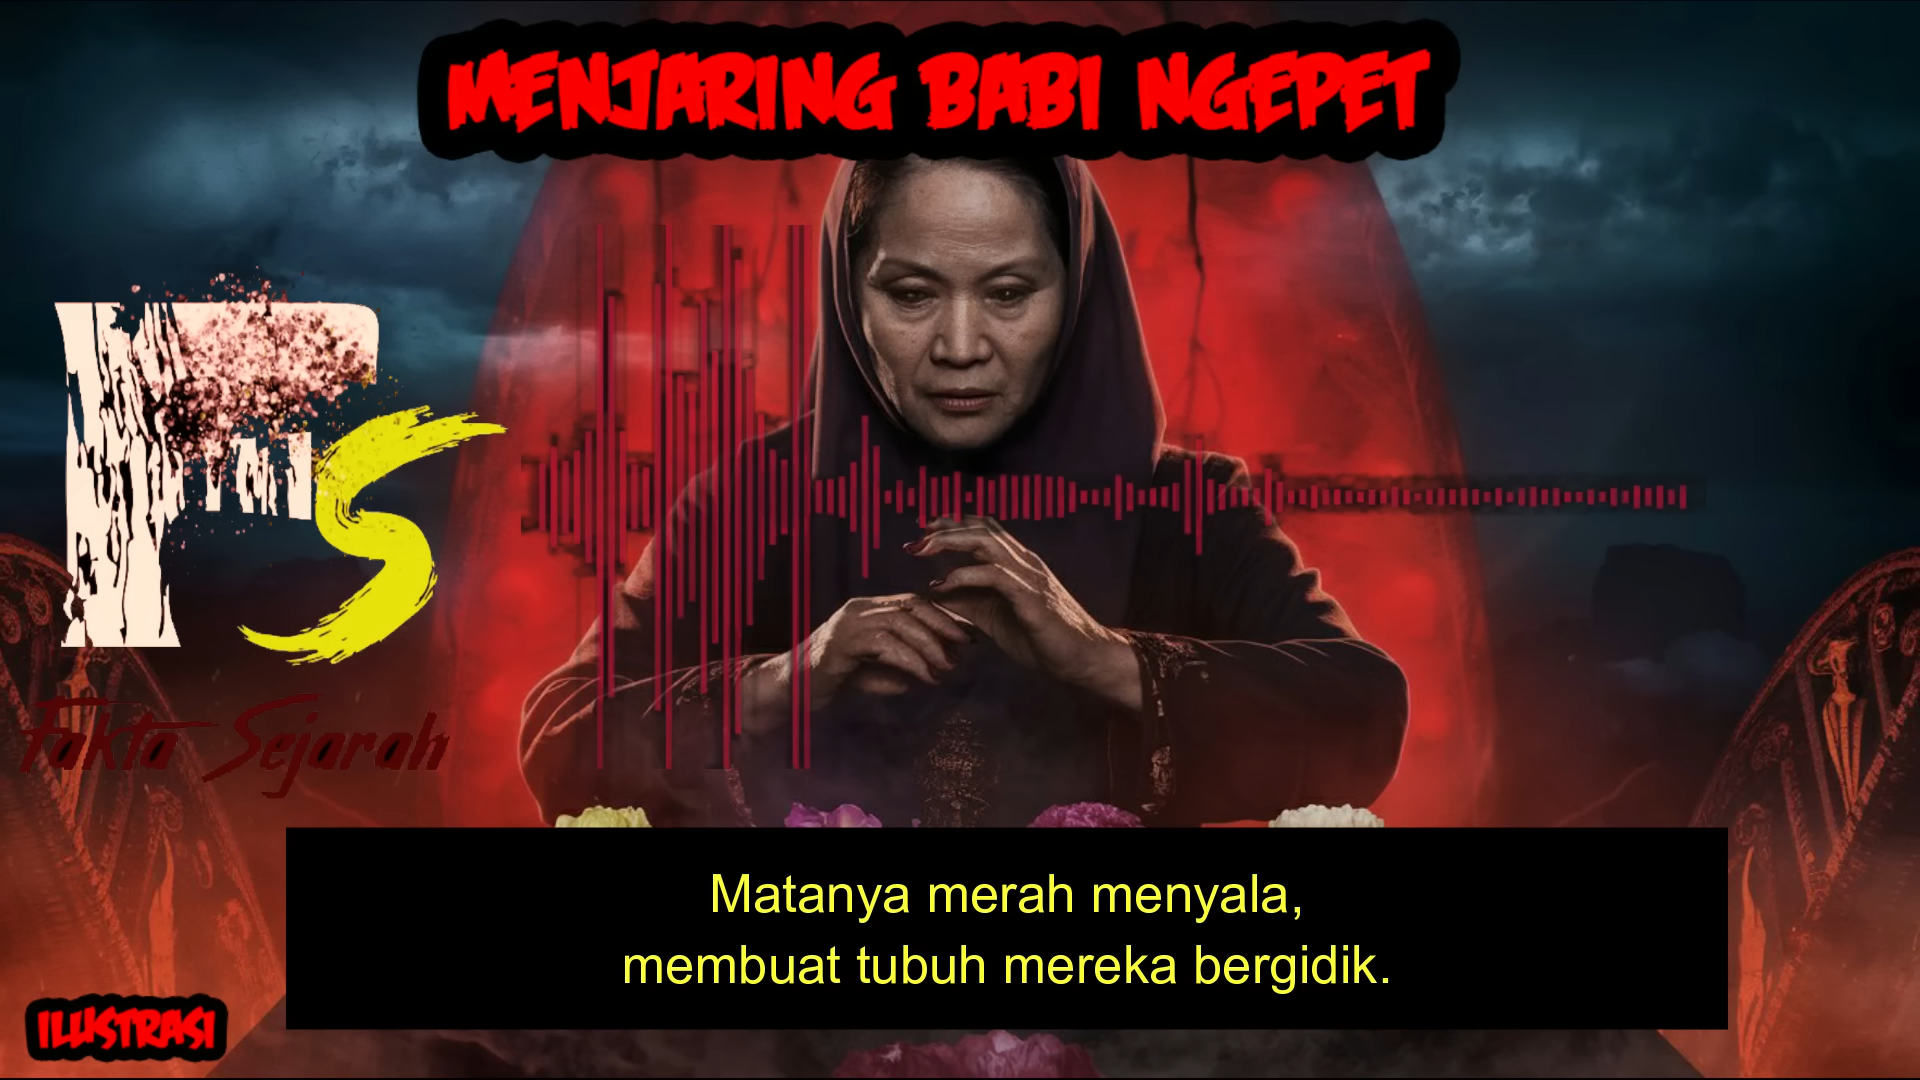 MENJARING BABI NGEPET
FS
Fakta Sejarah
Matanya merah menyala,
membuat tubuh mereka bergidik.
ILUSTRASI